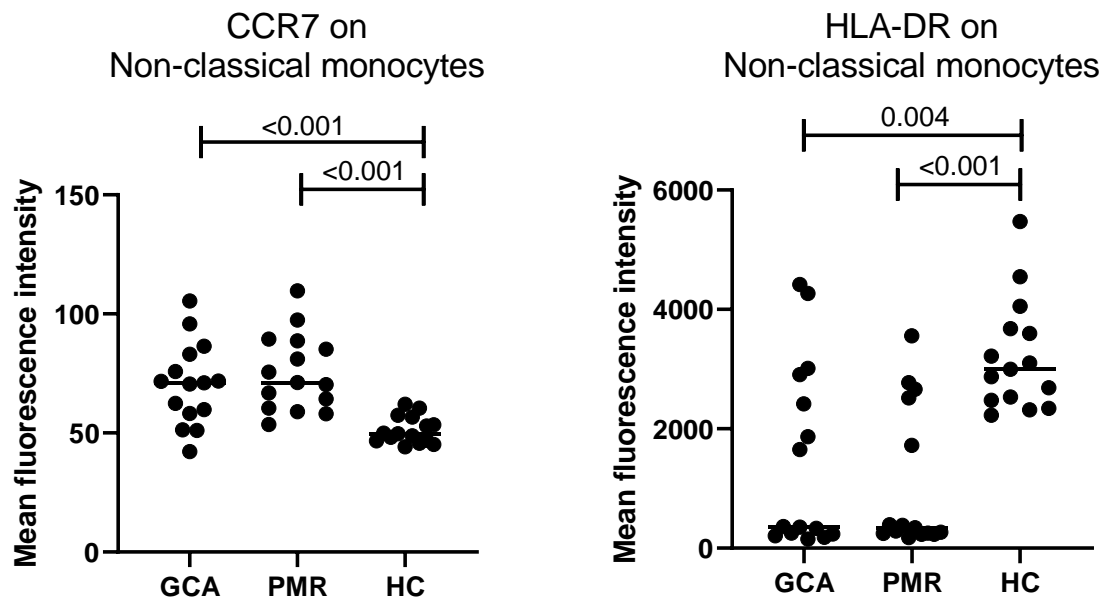 CCR7 on
Non-classical monocytes
<0.001
<0.001
Mean fluorescence intensity
150
100
50
0
GCA PMR HC
HLA-DR on
Non-classical monocytes
0.004
<0.001
Mean fluorescence intensity
6000
4000
2000
0
GCA PMR HC